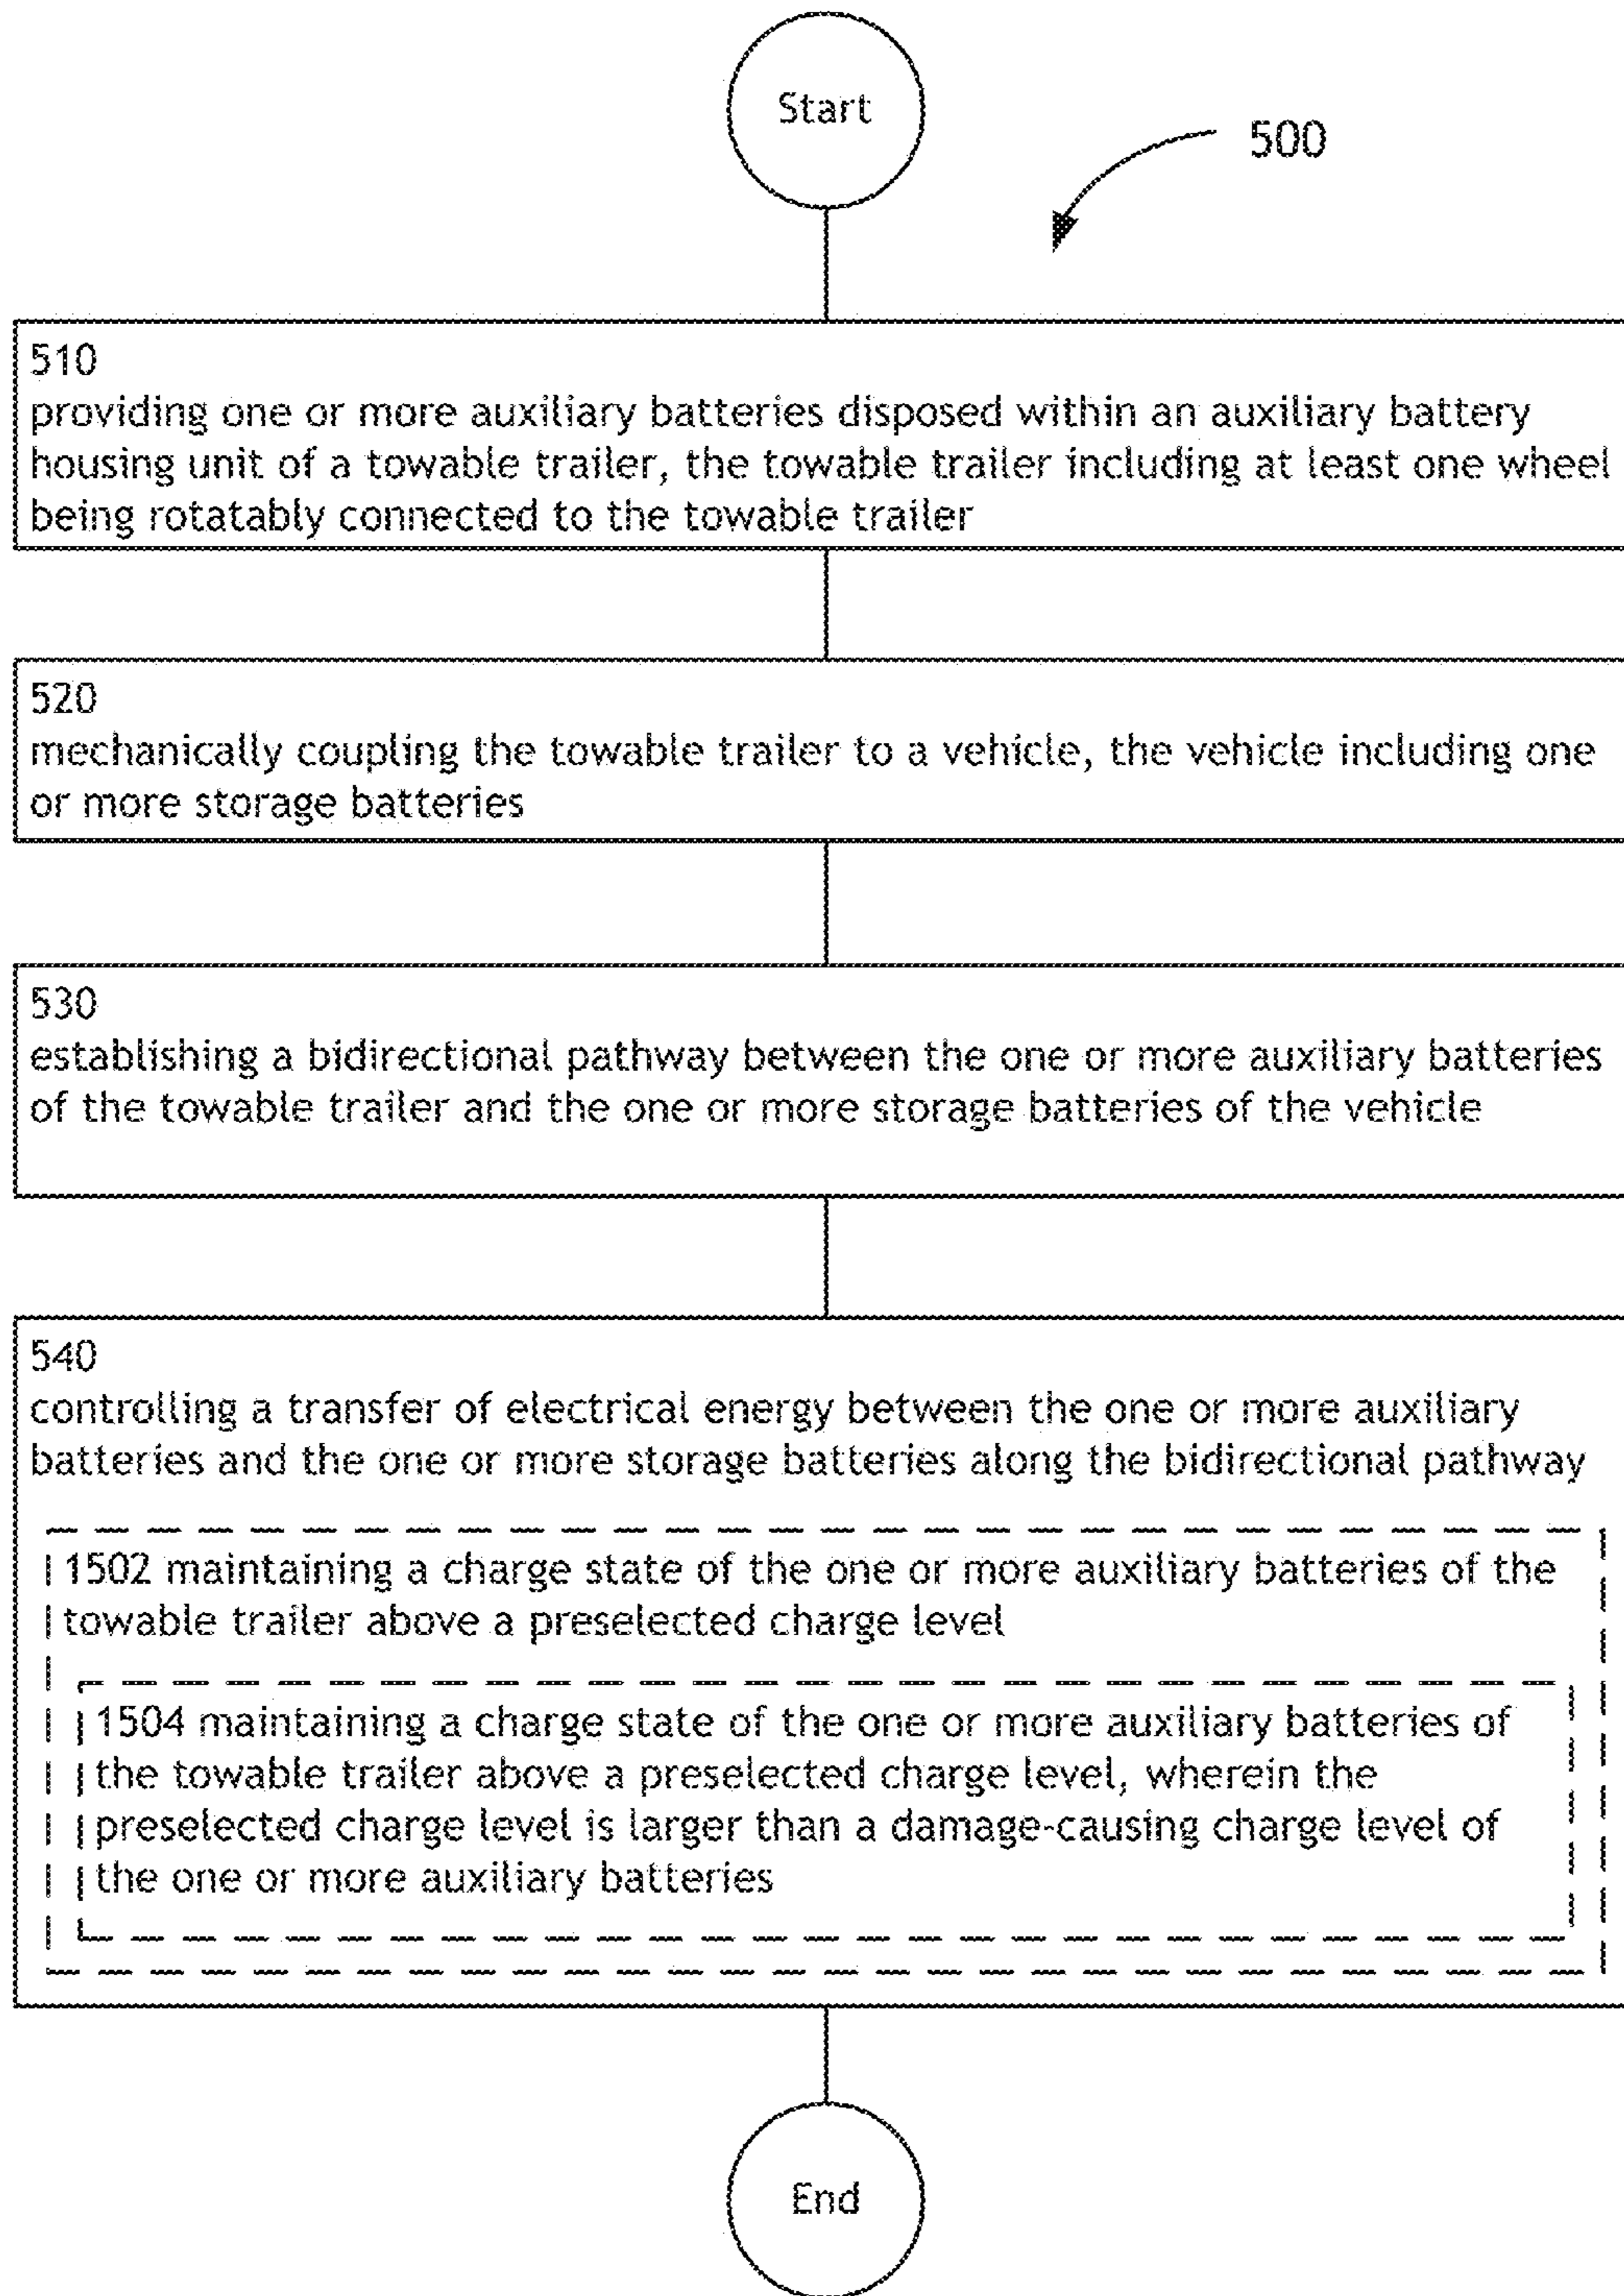 Start
500
510
providing one or more auxiliary batteries disposed within an auxiliary battery
housing unit of a towable trailer, the towable trailer including at least one wheel
being rotatably connected to the towable trailer
520
mechanically coupling the towable trailer to a vehicle, the vehicle including one
or more storage batteries
530
establishing a bidirectional pathway between the one or more auxiliary batteries
of the towable trailer and the one or more storage batteries of the vehicle
540
controlling a transfer of electrical energy between the one or more auxiliary
batteries and the one or more storage batteries along the bidirectional pathway
1502 maintaining a charge state of the one or more auxiliary batteries of the
towable trailer above a preselected charge level
1504 maintaining a charge state of the one or more auxiliary batteries of
the towable trailer above a preselected charge level, wherein the
preselected charge level is larger than a damage-causing charge level of
the one or more auxiliary batteries
End